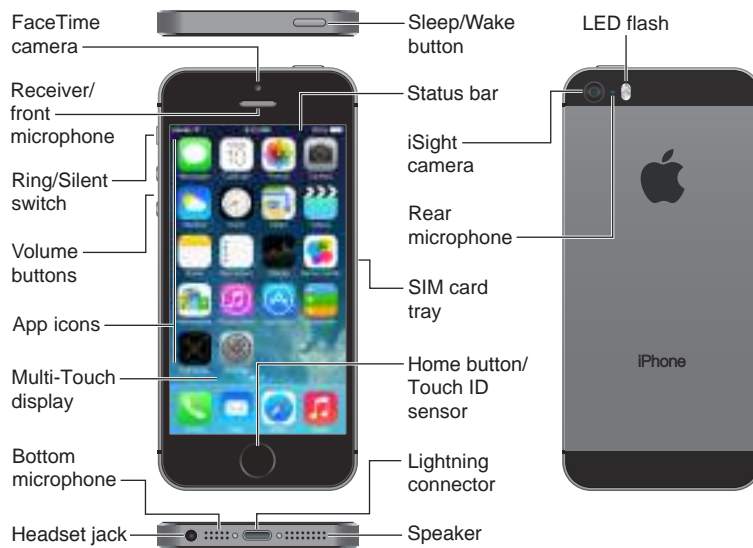 FaceTime
camera
Receiver/
front
microphone
Ring/Silent
switch
Volume
buttons
App icons
Multi-Touch
display
Bottom
microphone
Headset jack
Sleep/Wake
button
Status bar
iSight
camera
Rear
microphone
SIM card
tray
Home button/
Touch ID
sensor
Lightning
connector
Speaker
LED flash
iPhone